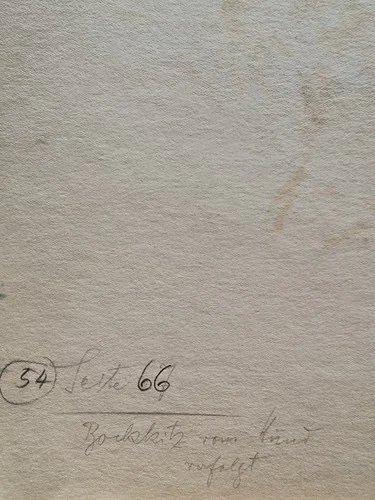 54 Seite 66
Bockkitz vom Hund
verfolgt